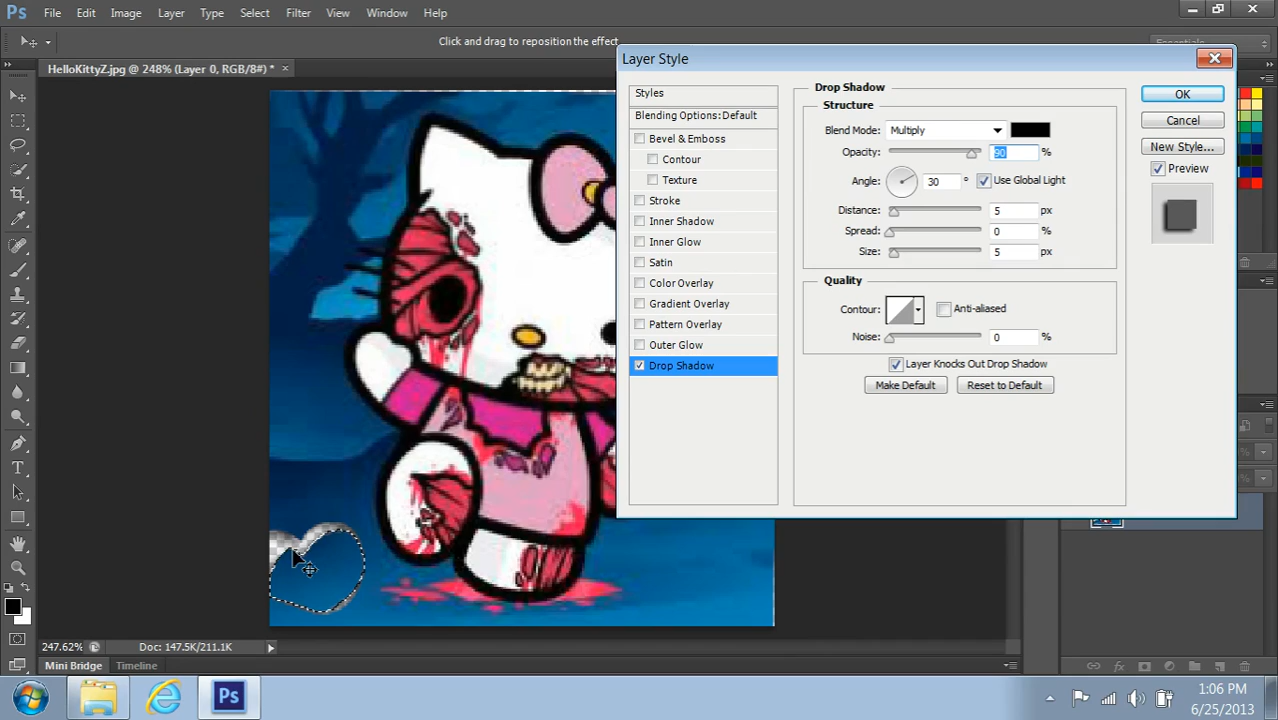 Ps File Edit Image Layer Type Select Filter View Window Help
Click and drag to reposition the effect
Essentials
HelloKittyZ.jpg @ 248% (Layer 0, RGB/8#) *
Layer Style
Styles
Blending Options: Default
Bevel & Emboss
Contour
Texture
Stroke
Inner Shadow
Inner Glow
Satin
Color Overlay
Gradient Overlay
Pattern Overlay
Outer Glow
Drop Shadow
Drop Shadow
Structure
Blend Mode: Multiply
Opacity: 90 %
Angle: 30 ° Use Global Light
Distance: 5 px
Spread: 0 %
Size: 5 px
Quality
Contour: Anti-aliased
Noise: 0 %
Layer Knocks Out Drop Shadow
Make Default Reset to Default
OK
Cancel
New Style...
Preview
T
247.62% Doc: 147.5K/211.1K
Mini Bridge Timeline
fx
Ps
1:06 PM
6/25/2013